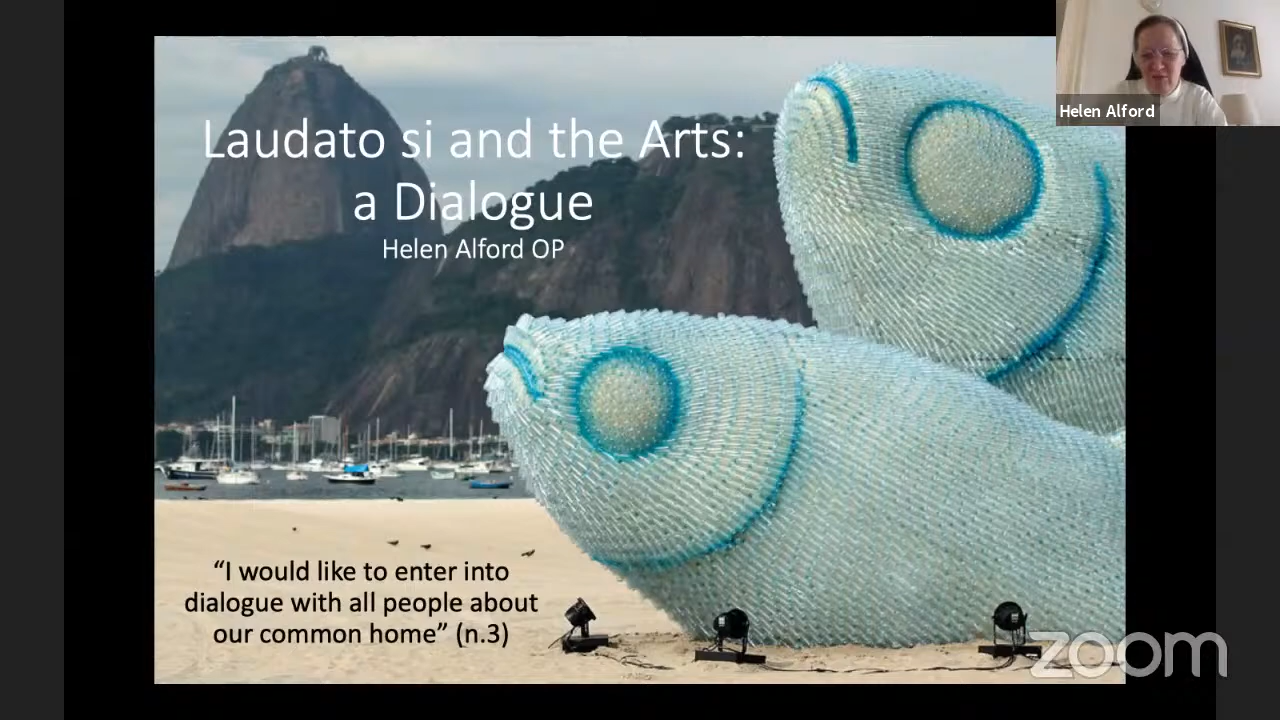 Laudato si and the Arts:
a Dialogue
Helen Alford OP
Helen Alford
“I would like to enter into
dialogue with all people about
our common home” (n.3)
zoom